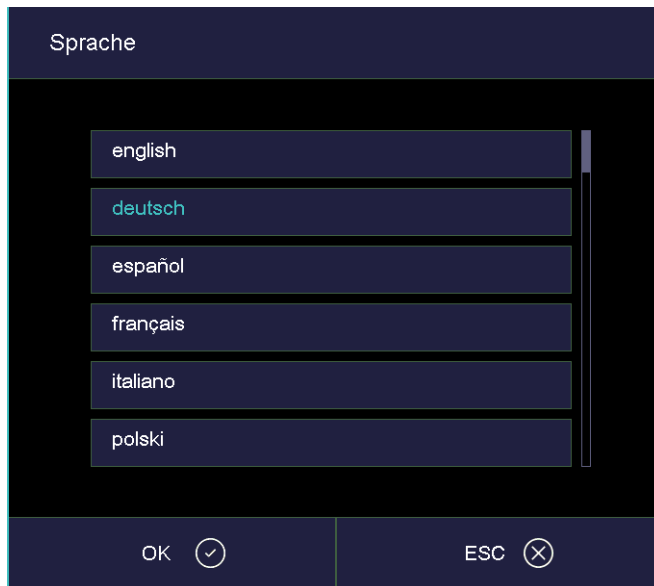 Sprache
english
deutsch
español
français
italiano
polski
OK ESC